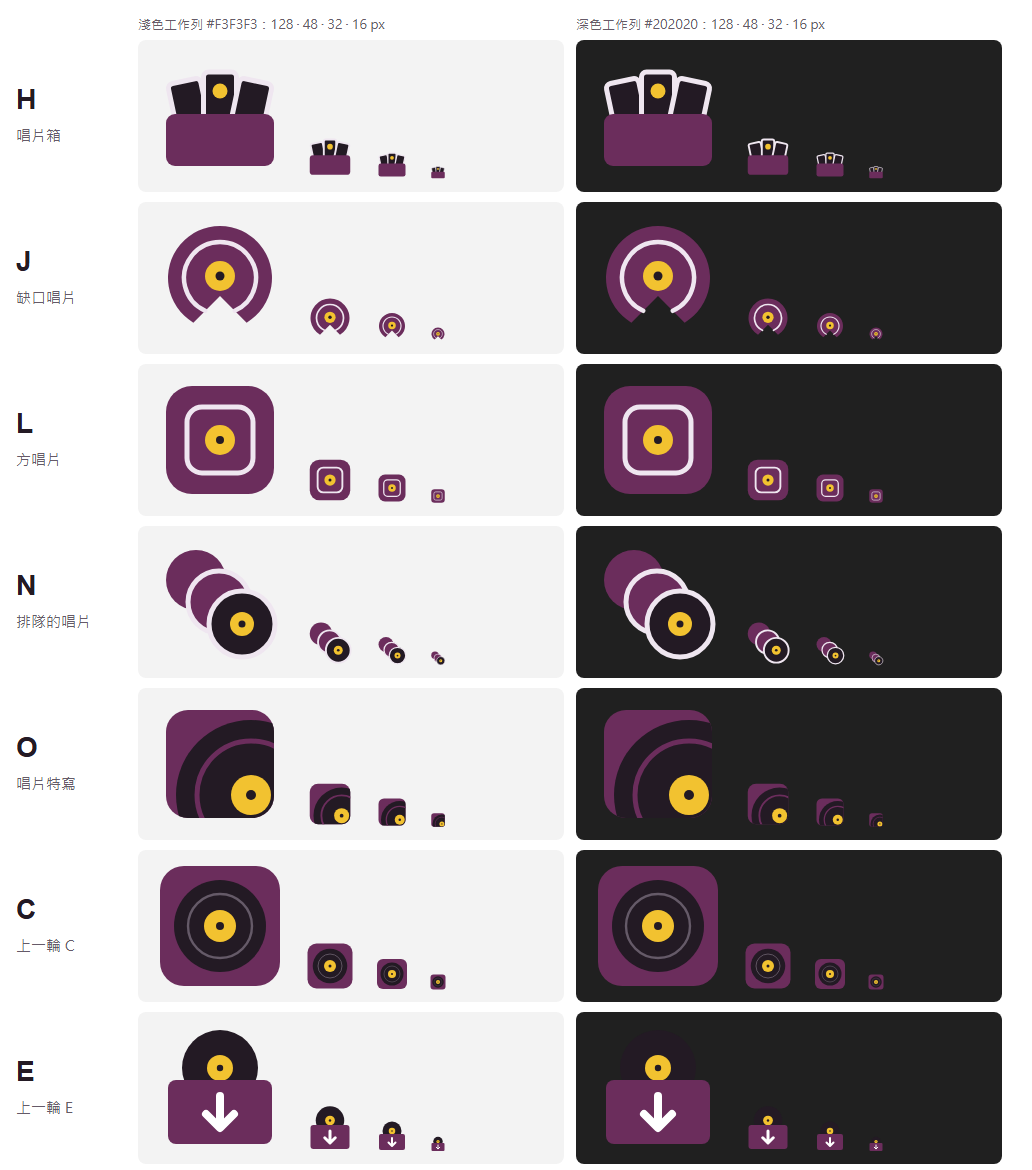 淺色工作列 #F3F3F3：128 · 48 · 32 · 16 px
深色工作列 #202020：128 · 48 · 32 · 16 px
H
唱片箱
J
缺口唱片
L
方唱片
N
排隊的唱片
O
唱片特寫
C
上一輪 C
E
上一輪 E